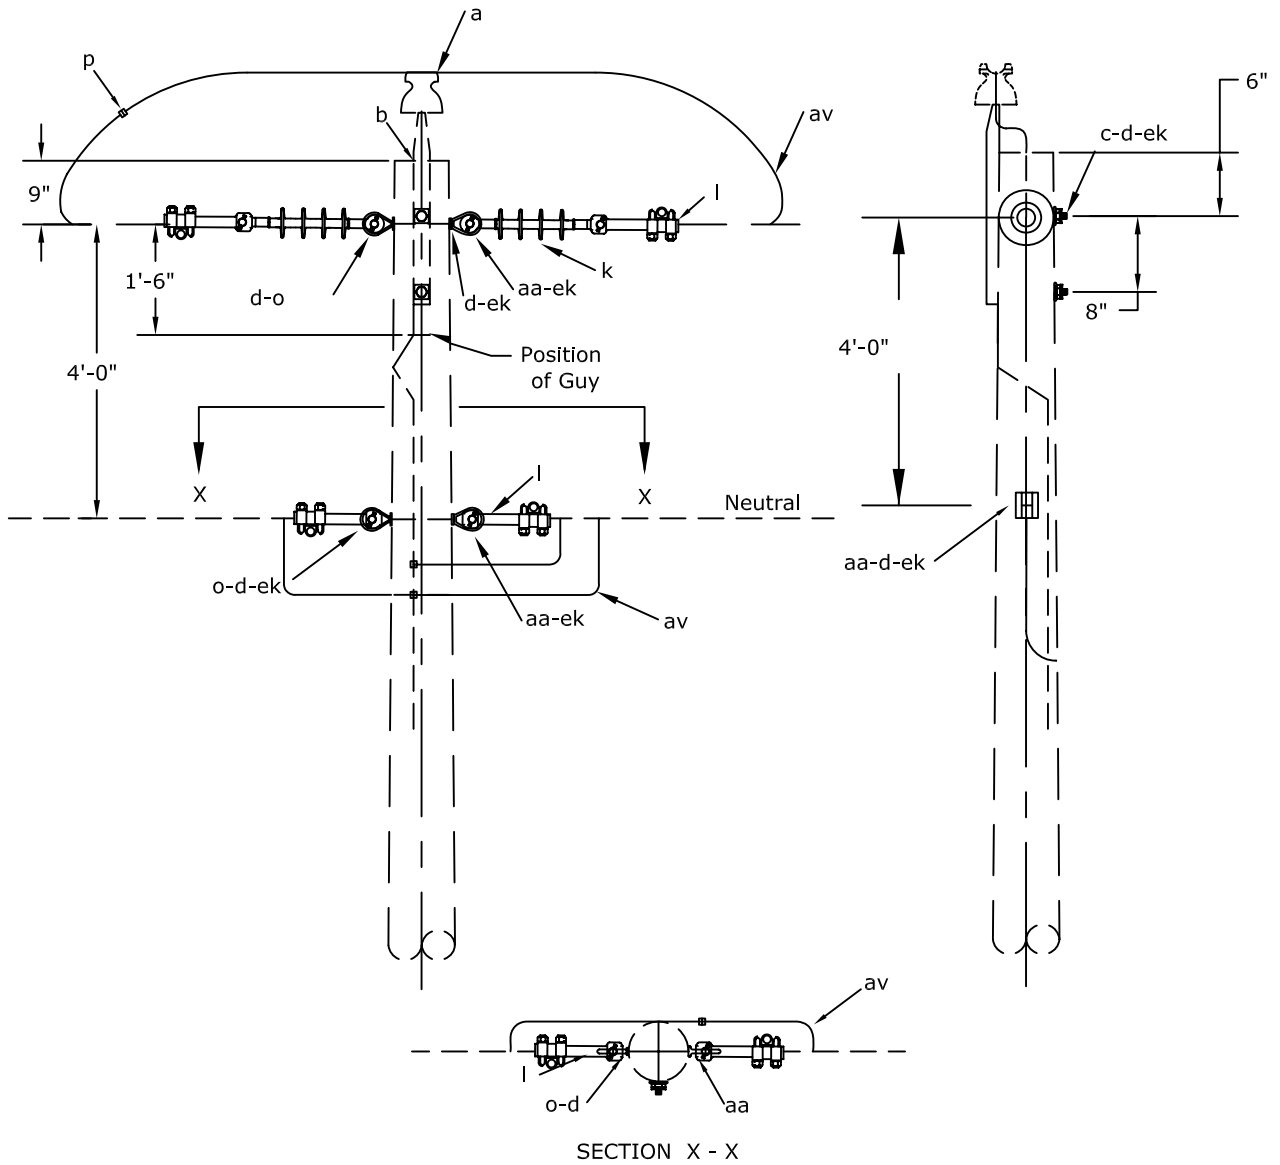 a
p
6"
av
b
c-d-ek
9"
l
k
1'-6"
aa-ek
d-o
d-ek
8"
4'-0"
Position
of Guy
4'-0"
X
l
X
Neutral
aa-d-ek
o-d-ek
aa-ek
av
av
l
o-d
aa
SECTION X - X